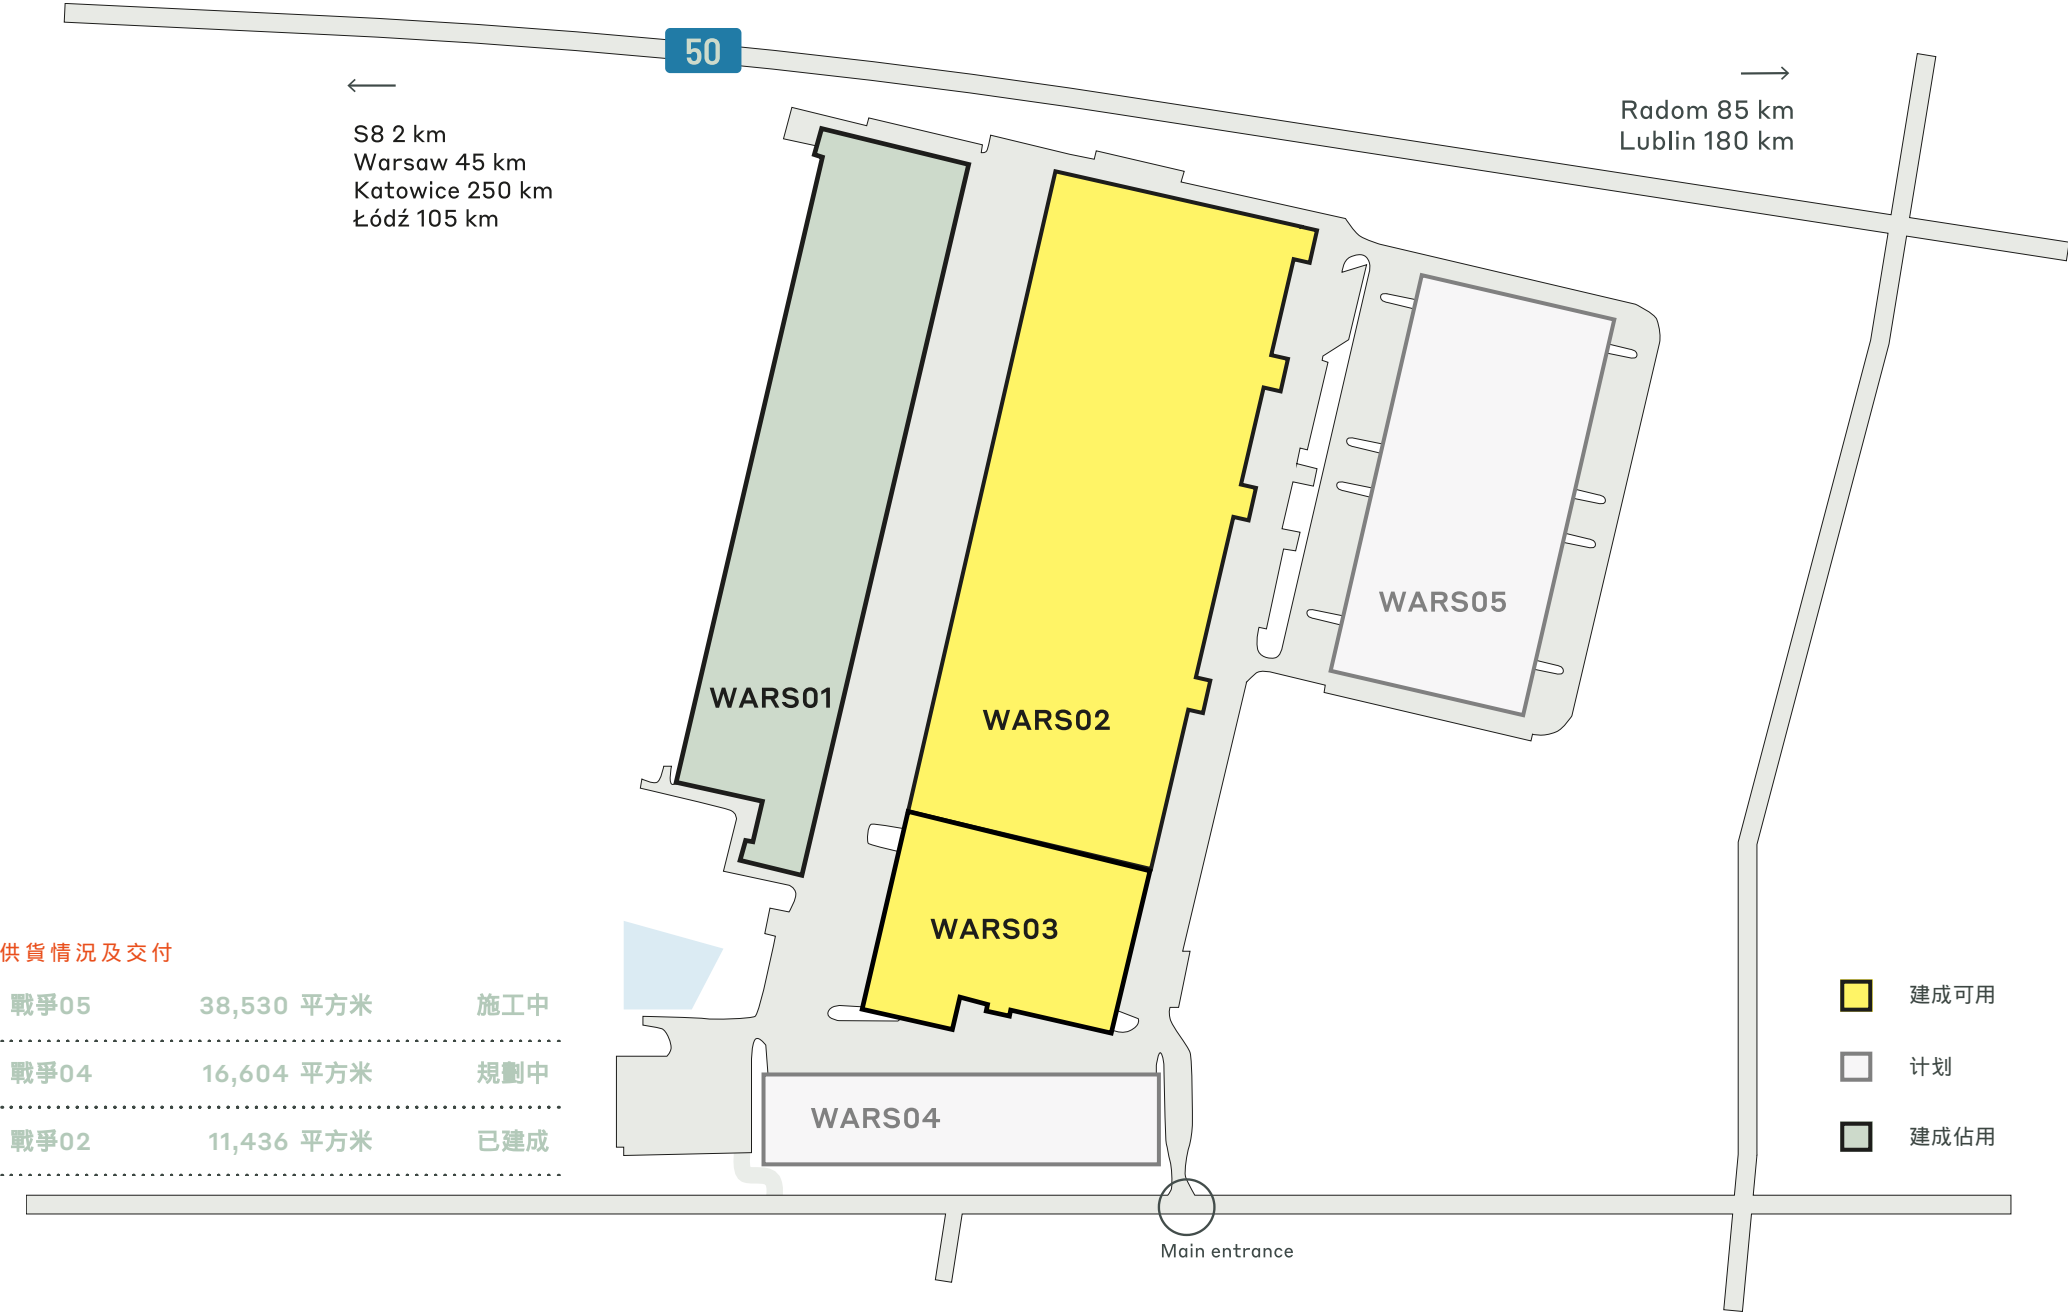 50
S8 2 km
Warsaw 45 km
Katowice 250 km
Łódź 105 km
Radom 85 km
Lublin 180 km
WARS05
WARS01
WARS02
WARS03
WARS04
供貨情況及交付
戰爭05 38,530 平方米 施工中
戰爭04 16,604 平方米 規劃中
戰爭02 11,436 平方米 已建成
建成可用
计划
建成佔用
Main entrance